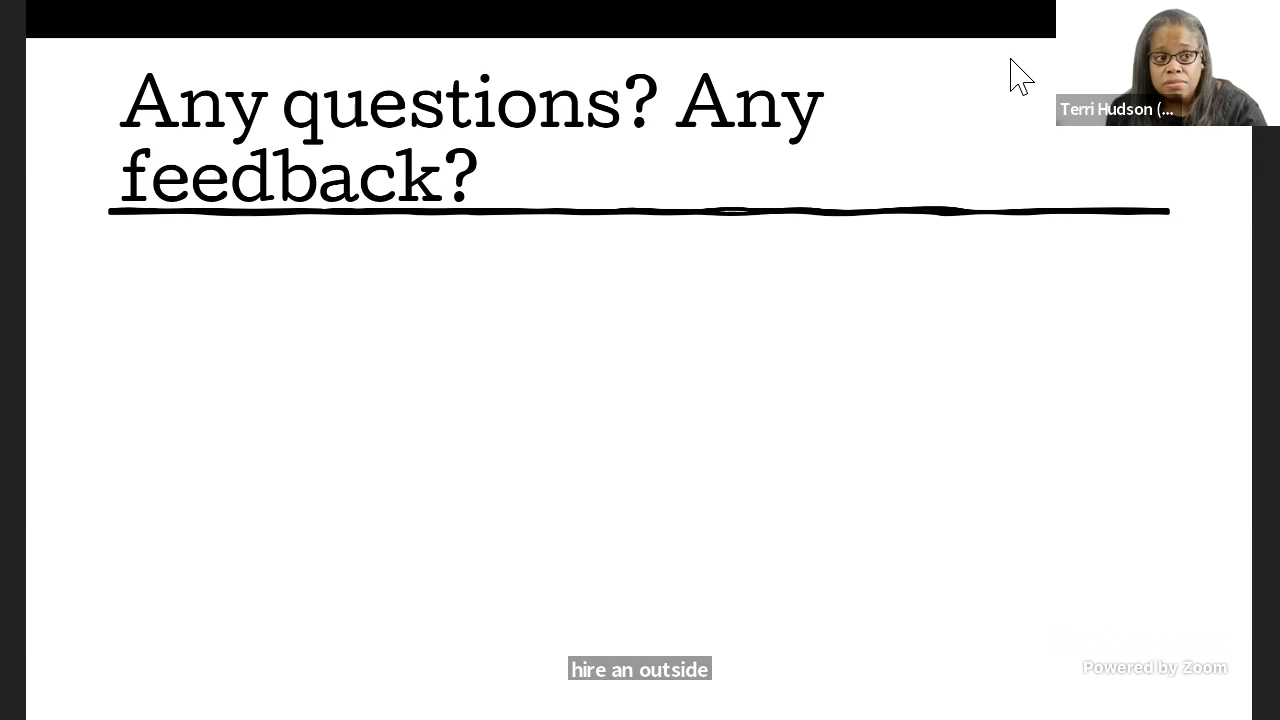 Any questions? Any
feedback?
Terri Hudson (...
hire an outside
Powered by Zoom